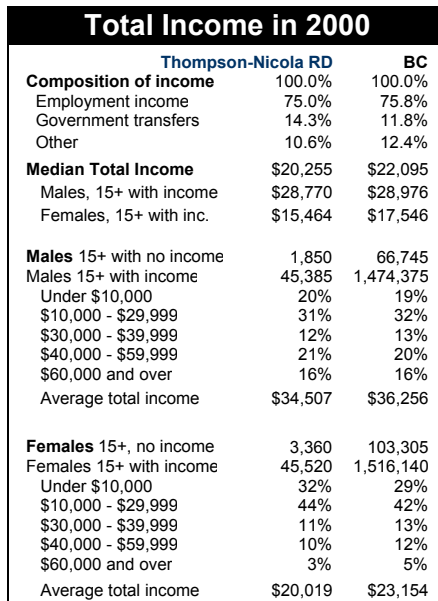 Total Income in 2000
Thompson-Nicola RD BC
Composition of income 100.0% 100.0%
Employment income 75.0% 75.8%
Government transfers 14.3% 11.8%
Other 10.6% 12.4%
Median Total Income $20,255 $22,095
Males, 15+ with income $28,770 $28,976
Females, 15+ with inc. $15,464 $17,546
Males 15+ with no income 1,850 66,745
Males 15+ with income 45,385 1,474,375
Under $10,000 20% 19%
$10,000 - $29,999 31% 32%
$30,000 - $39,999 12% 13%
$40,000 - $59,999 21% 20%
$60,000 and over 16% 16%
Average total income $34,507 $36,256
Females 15+, no income 3,360 103,305
Females 15+ with income 45,520 1,516,140
Under $10,000 32% 29%
$10,000 - $29,999 44% 42%
$30,000 - $39,999 11% 13%
$40,000 - $59,999 10% 12%
$60,000 and over 3% 5%
Average total income $20,019 $23,154